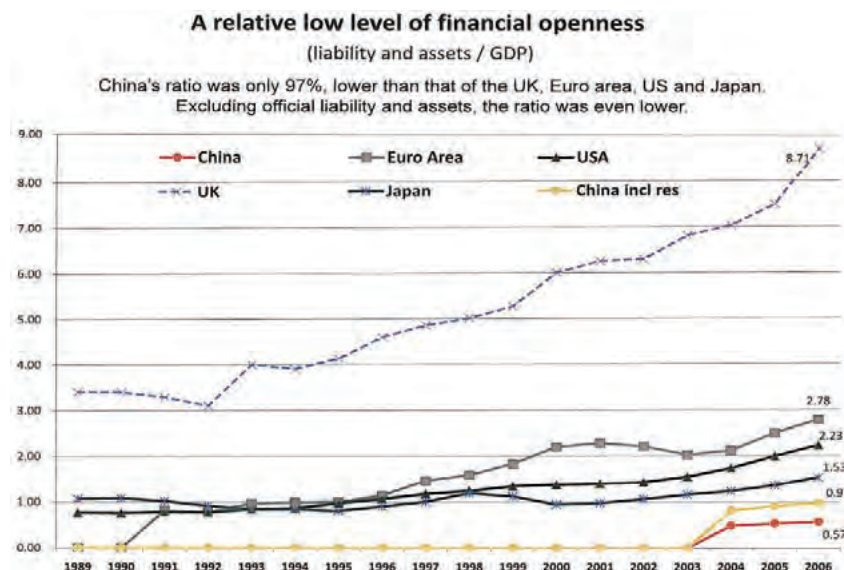 A relative low level of financial openness
(liability and assets / GDP)
China's ratio was only 97%, lower than that of the UK, Euro area, US and Japan.
Excluding official liability and assets, the ratio was even lower.
9.00
8.00
7.00
6.00
5.00
4.00
3.00
2.00
1.00
0.00
China Euro Area USA
UK Japan China incl res
8.71
2.78
2.23
1.53
0.9
0.57
1989 1990 1991 1992 1993 1994 1995 1996 1997 1998 1999 2000 2001 2002 2003 2004 2005 2006